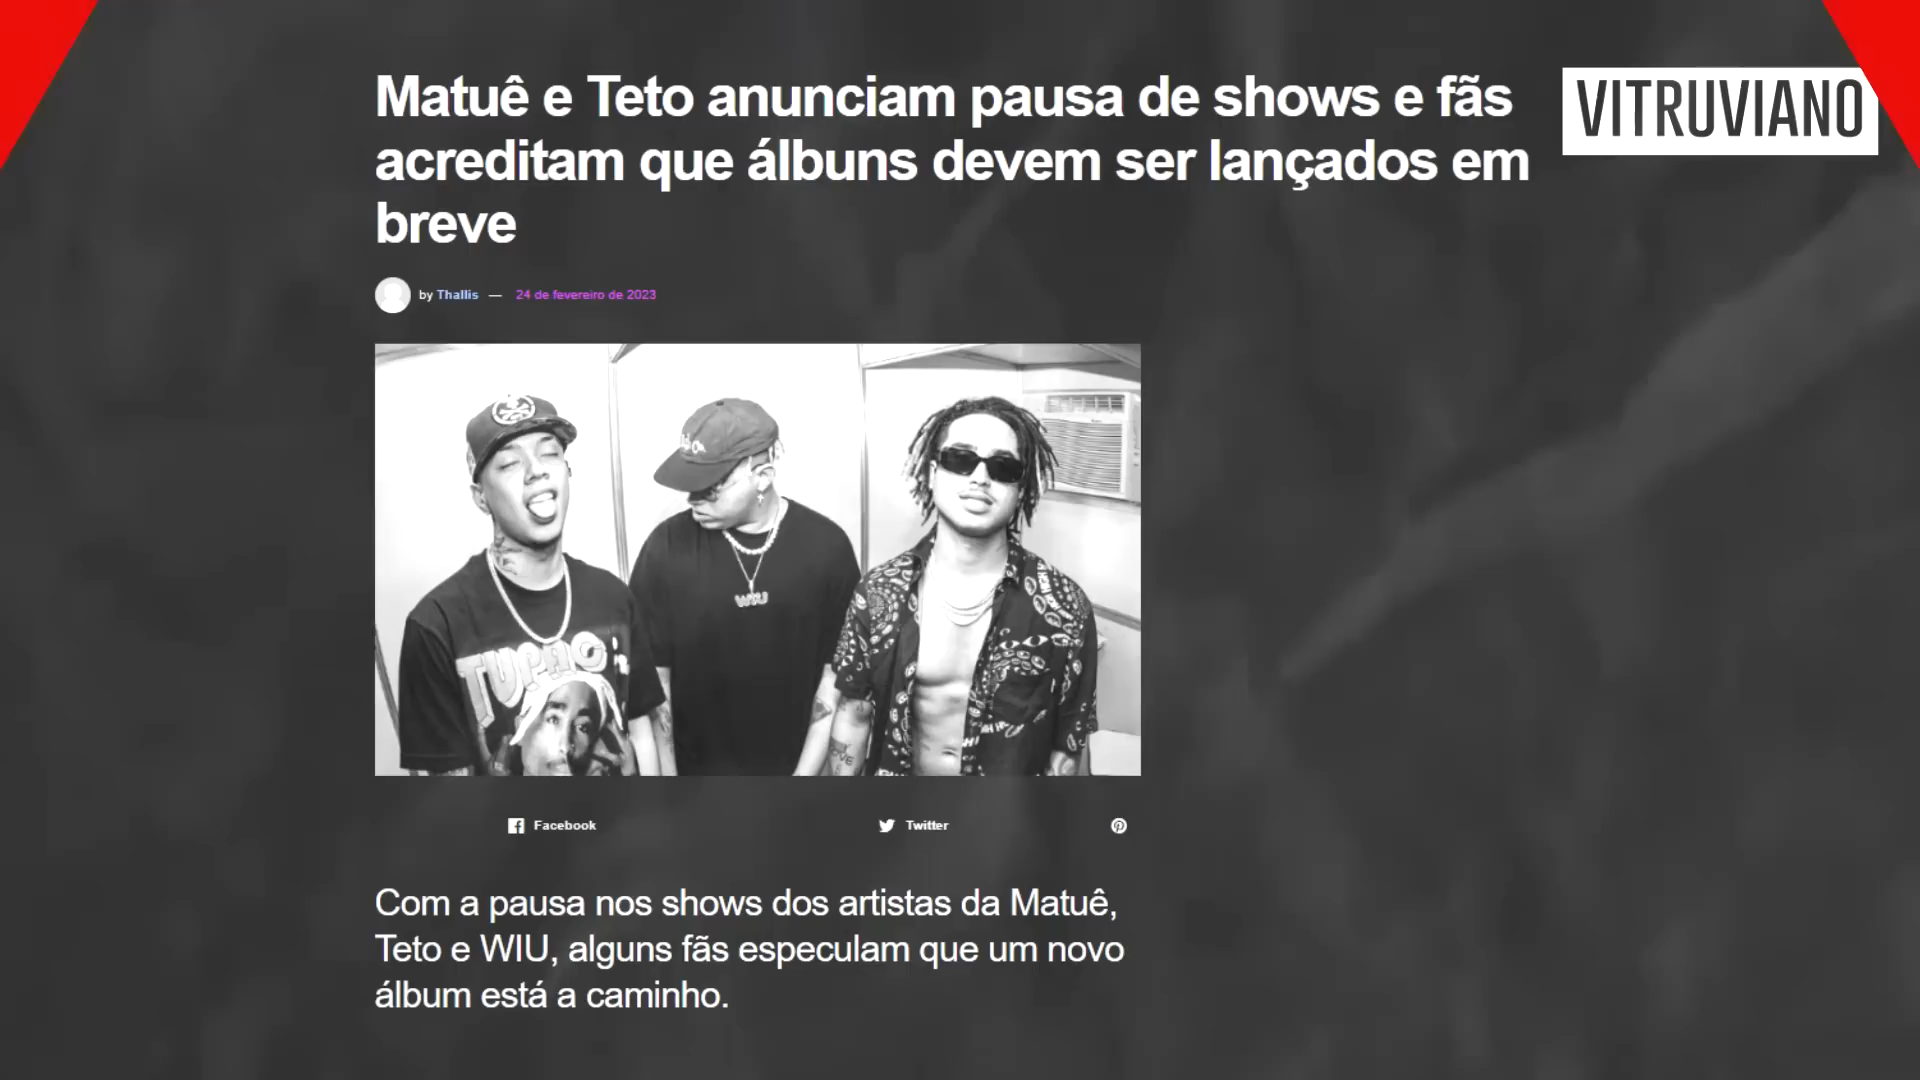 Matuê e Teto anunciam pausa de shows e fãs
acreditam que álbuns devem ser lançados em
breve
VITRUVIANO
by Thallis — 24 de fevereiro de 2023
WIU
TUPAC
Facebook
Twitter
Com a pausa nos shows dos artistas da Matuê,
Teto e WIU, alguns fãs especulam que um novo
álbum está a caminho.